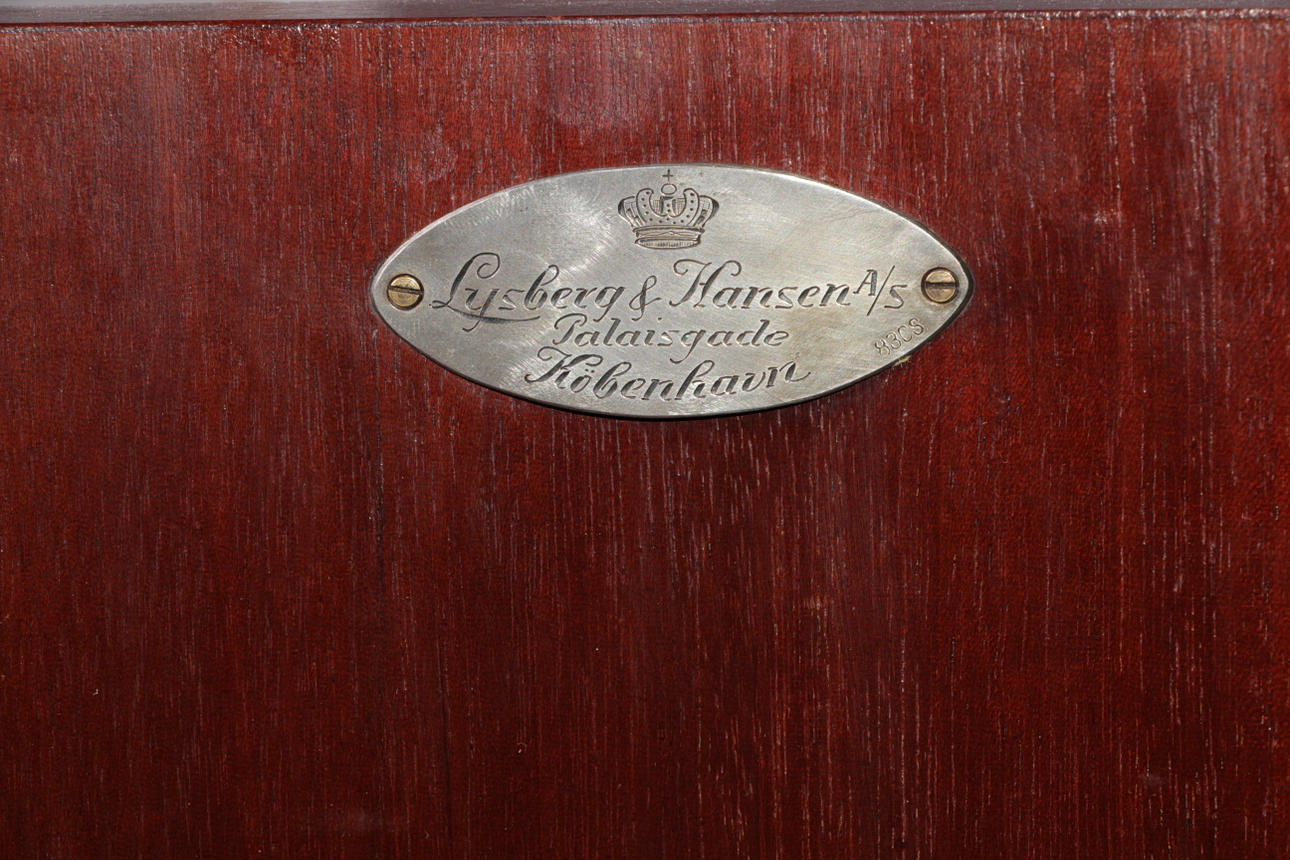 Lysberg & Hansen A/S
Palaisgade
Köbenhavn
83CS